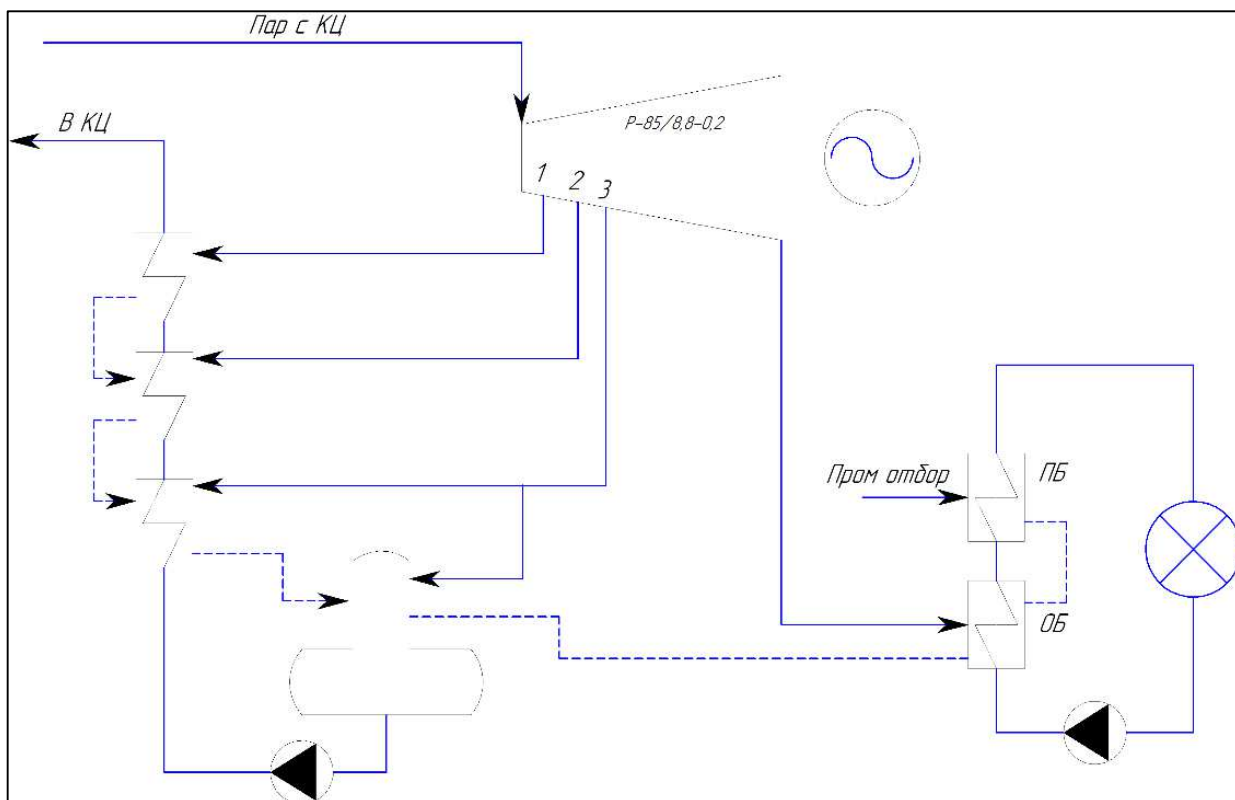 Пар с КЦ
Р-85/8,8-0,2
В КЦ
1
2
3
Пром отбор
ПБ
ОБ